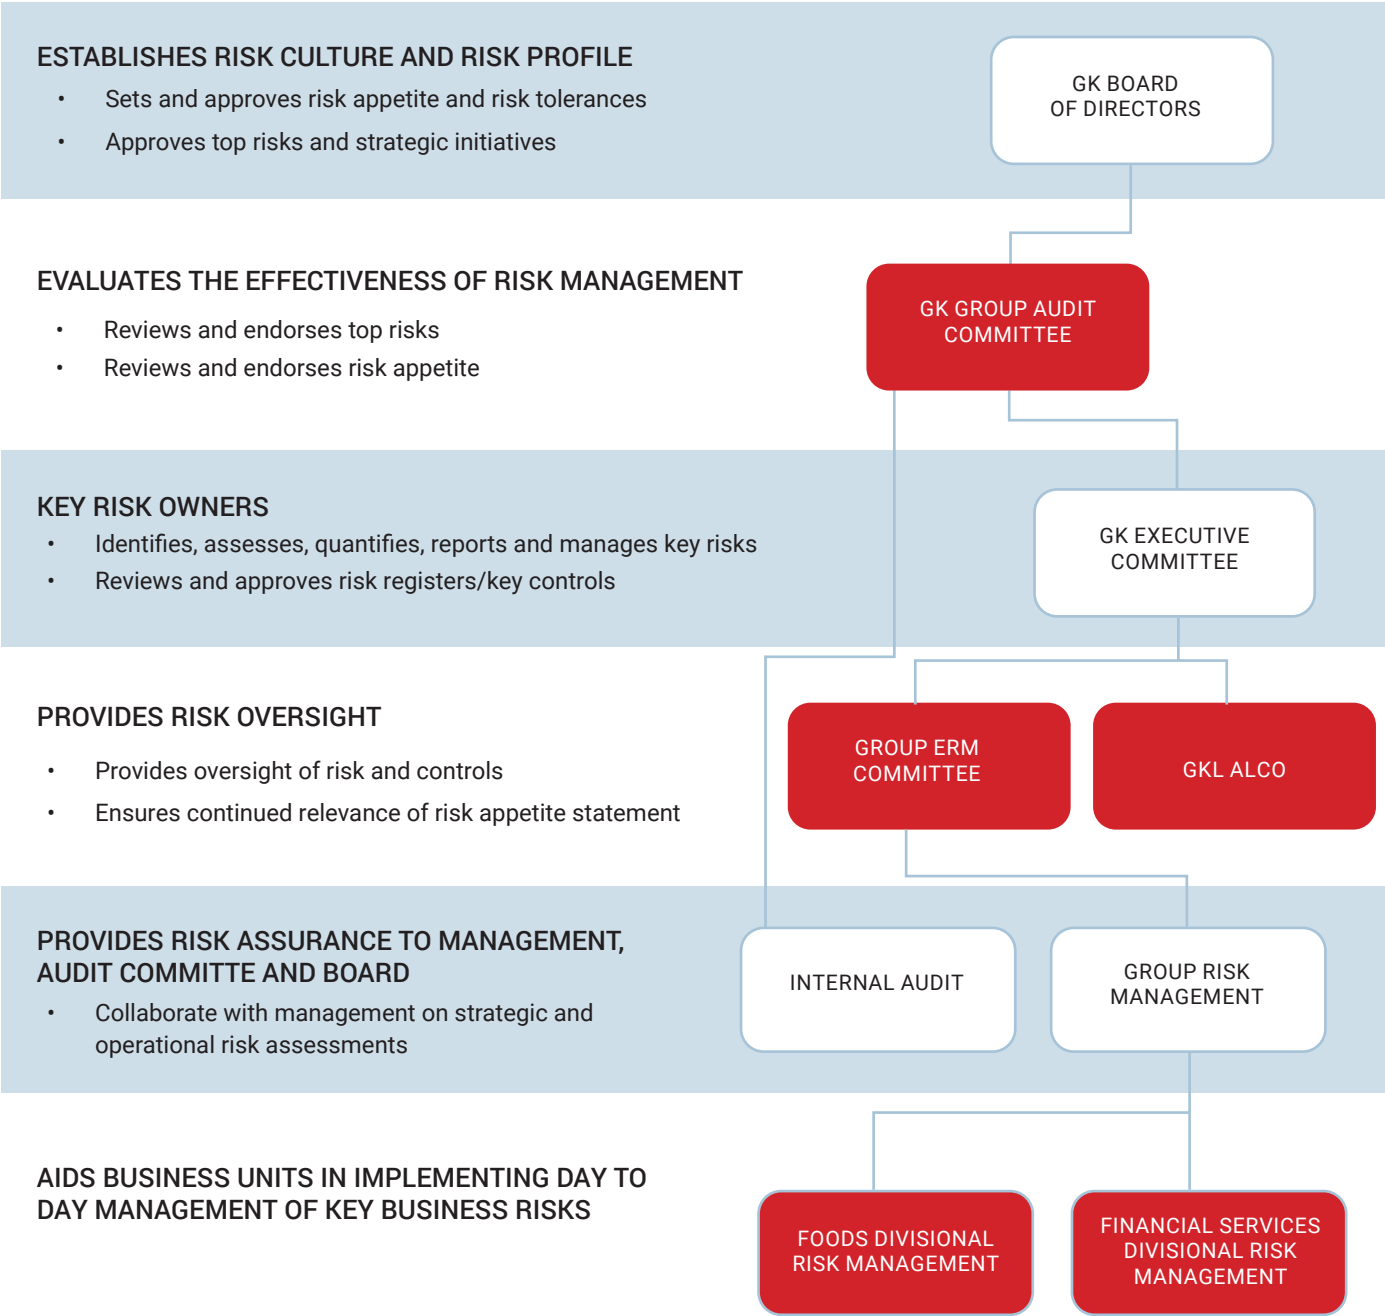 ESTABLISHES RISK CULTURE AND RISK PROFILE
• Sets and approves risk appetite and risk tolerances
• Approves top risks and strategic initiatives
GK BOARD
OF DIRECTORS
EVALUATES THE EFFECTIVENESS OF RISK MANAGEMENT
• Reviews and endorses top risks
• Reviews and endorses risk appetite
GK GROUP AUDIT
COMMITTEE
KEY RISK OWNERS
• Identifies, assesses, quantifies, reports and manages key risks
• Reviews and approves risk registers/key controls
GK EXECUTIVE
COMMITTEE
PROVIDES RISK OVERSIGHT
• Provides oversight of risk and controls
• Ensures continued relevance of risk appetite statement
GROUP ERM
COMMITTEE
GKL ALCO
PROVIDES RISK ASSURANCE TO MANAGEMENT,
AUDIT COMMITTE AND BOARD
• Collaborate with management on strategic and
operational risk assessments
INTERNAL AUDIT
GROUP RISK
MANAGEMENT
AIDS BUSINESS UNITS IN IMPLEMENTING DAY TO
DAY MANAGEMENT OF KEY BUSINESS RISKS
FOODS DIVISIONAL
RISK MANAGEMENT
FINANCIAL SERVICES
DIVISIONAL RISK
MANAGEMENT